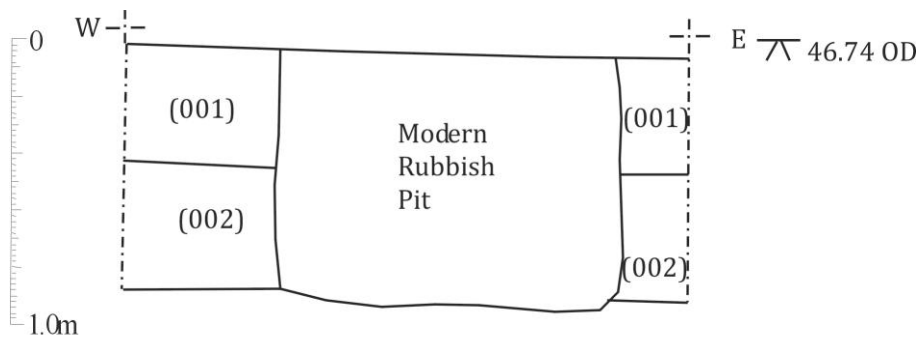 W
E
46.74 OD
0
(001)
(001)
Modern
Rubbish
Pit
(002)
(002)
1.0m